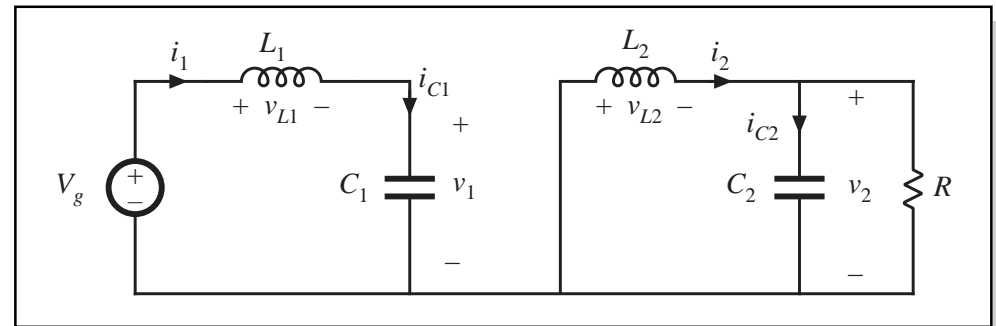 i1
L1
+ vL1 −
iC1
+
Vg
+
−
C1
v1
−
L2
i2
+ vL2 −
iC2
+
C2
v2
R
−